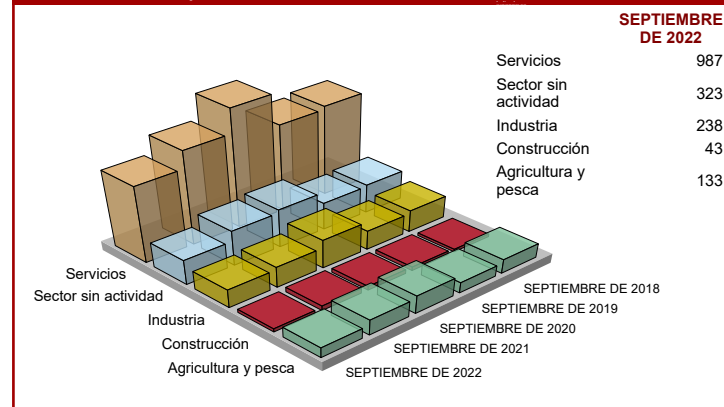 SEPTIEMBRE
DE 2022
Servicios 987
Sector sin
actividad 323
Industria 238
Construcción 43
Agricultura y
pesca 133
Servicios
Sector sin actividad
Industria
Construcción
Agricultura y pesca
SEPTIEMBRE DE 2018
SEPTIEMBRE DE 2019
SEPTIEMBRE DE 2020
SEPTIEMBRE DE 2021
SEPTIEMBRE DE 2022